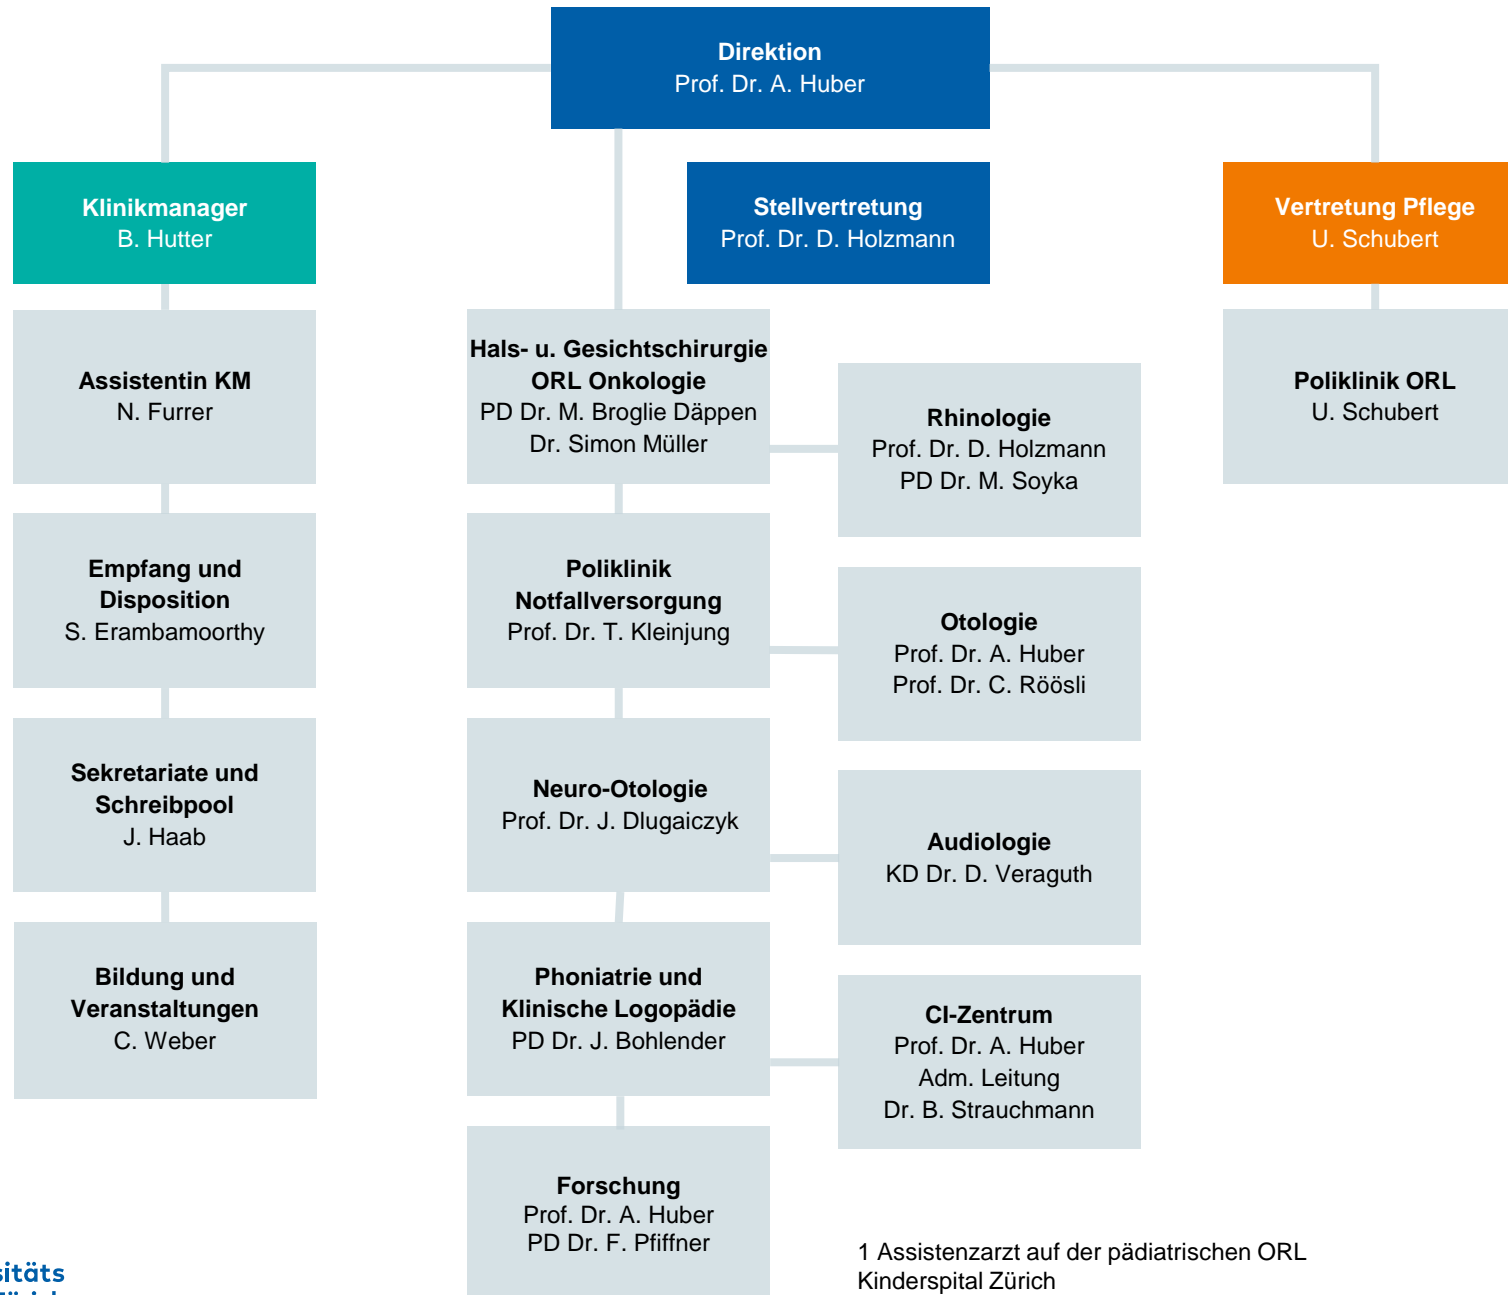 Direktion
Prof. Dr. A. Huber
Klinikmanager
B. Hutter
Stellvertretung
Prof. Dr. D. Holzmann
Vertretung Pflege
U. Schubert
Assistentin KM
N. Furrer
Empfang und
Disposition
S. Erambamoorthy
Sekretariate und
Schreibpool
J. Haab
Bildung und
Veranstaltungen
C. Weber
Hals- u. Gesichtschirurgie
ORL Onkologie
PD Dr. M. Broglie Däppen
Dr. Simon Müller
Poliklinik
Notfallversorgung
Prof. Dr. T. Kleinjung
Neuro-Otologie
Prof. Dr. J. Dlugaiczyk
Phoniatrie und
Klinische Logopädie
PD Dr. J. Bohlender
Forschung
Prof. Dr. A. Huber
PD Dr. F. Pfiffner
Rhinologie
Prof. Dr. D. Holzmann
PD Dr. M. Soyka
Otologie
Prof. Dr. A. Huber
Prof. Dr. C. Röösli
Audiologie
KD Dr. D. Veraguth
CI-Zentrum
Prof. Dr. A. Huber
Adm. Leitung
Dr. B. Strauchmann
Poliklinik ORL
U. Schubert
1 Assistenzarzt auf der pädiatrischen ORL
Kinderspital Zürich
sitäts